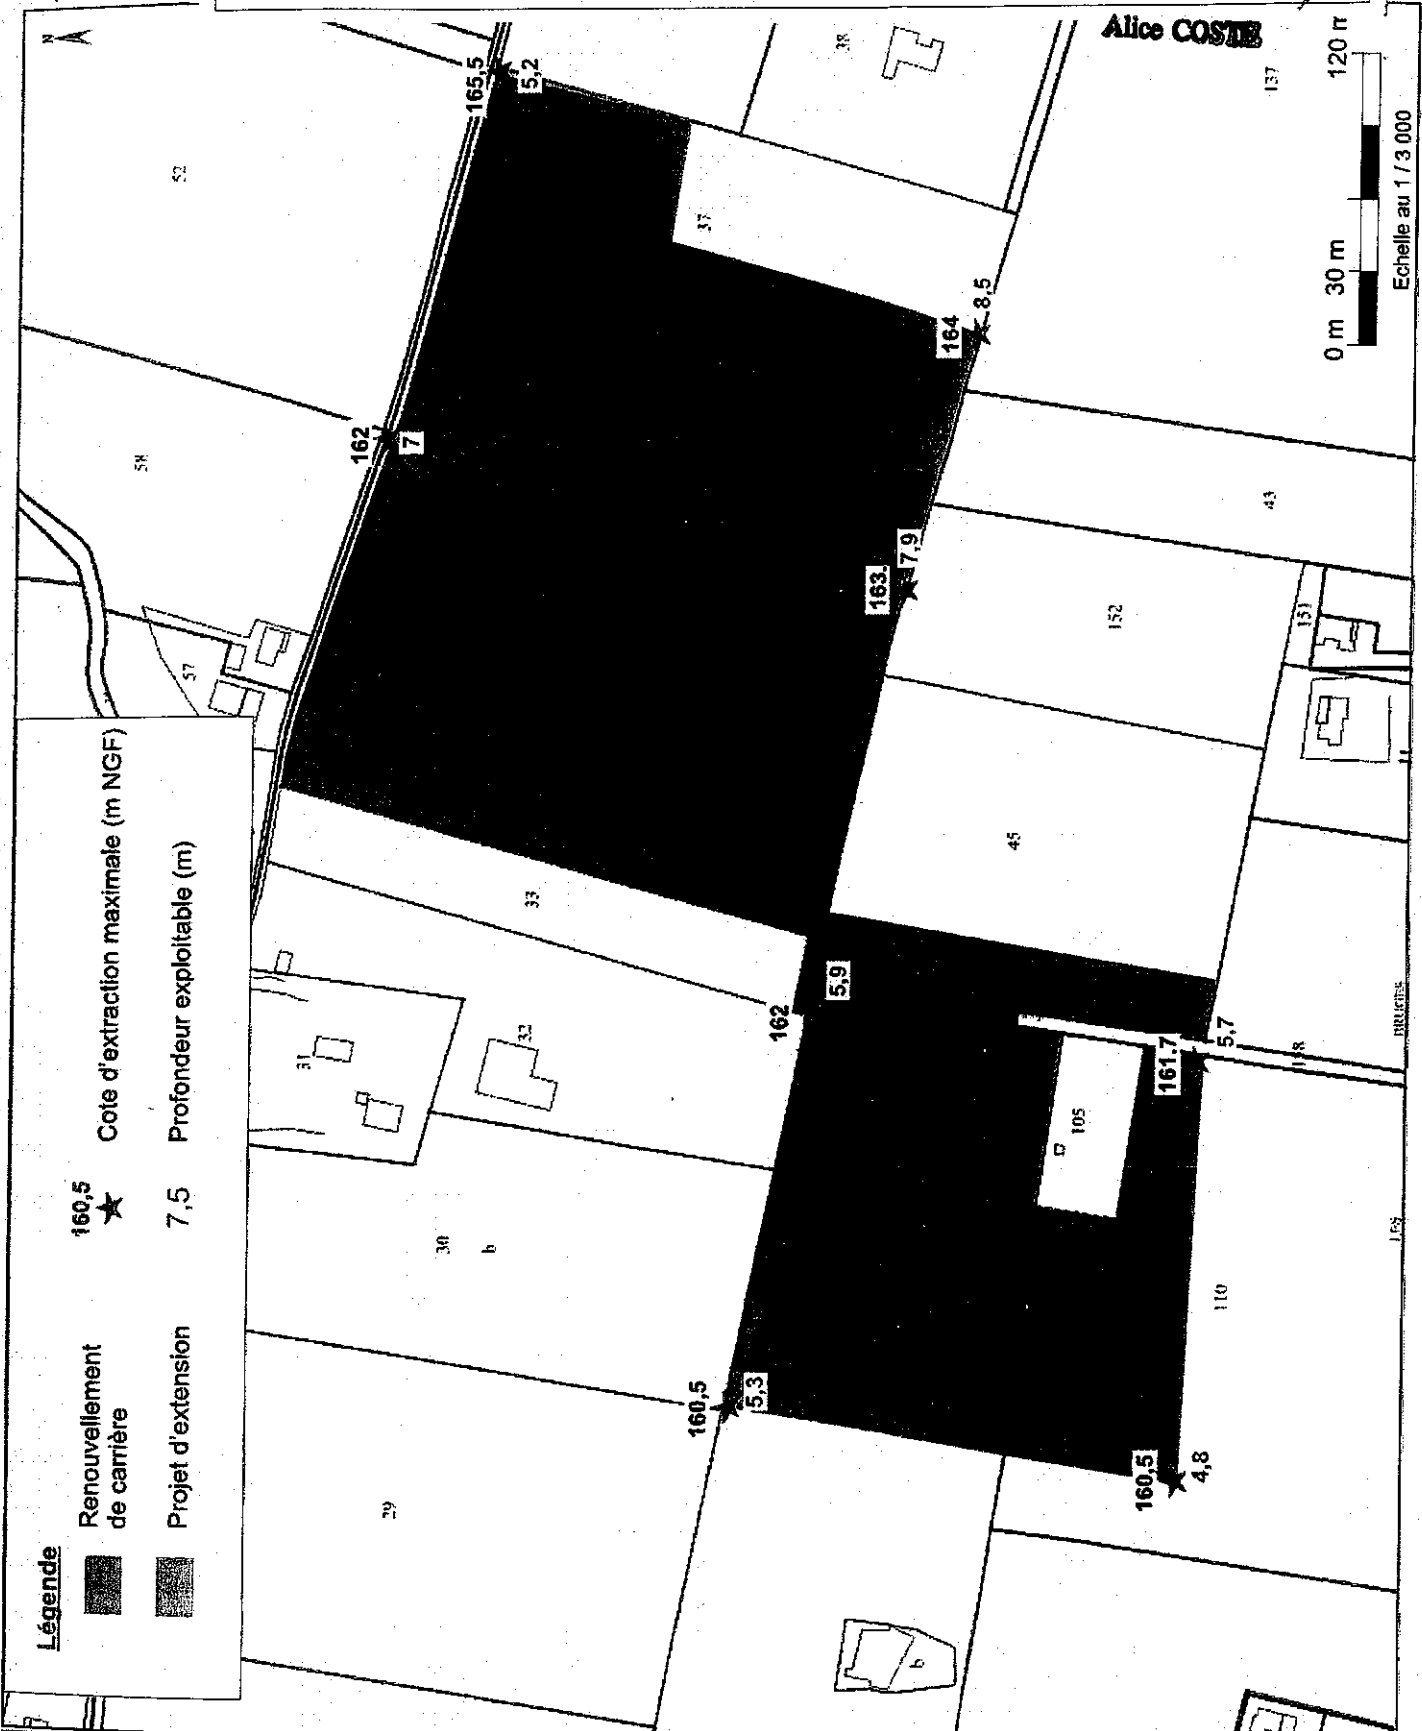 Alice COSTE
N
Légende
Renouvellement
de carrière
160,5
Cote d'extraction maximale (m NGF)
Projet d'extension
7,5
Profondeur exploitable (m)
0 m 30 m
Echelle au 1 / 3 000
29
30
b
31
32
33
57
58
52
38
37
137
43
152
151
45
105
110
b
160,5
5,3
160,5
4,8
162
5,9
161.7
5,7
162
7
165,5
5,2
164
8,5
163.
7,9